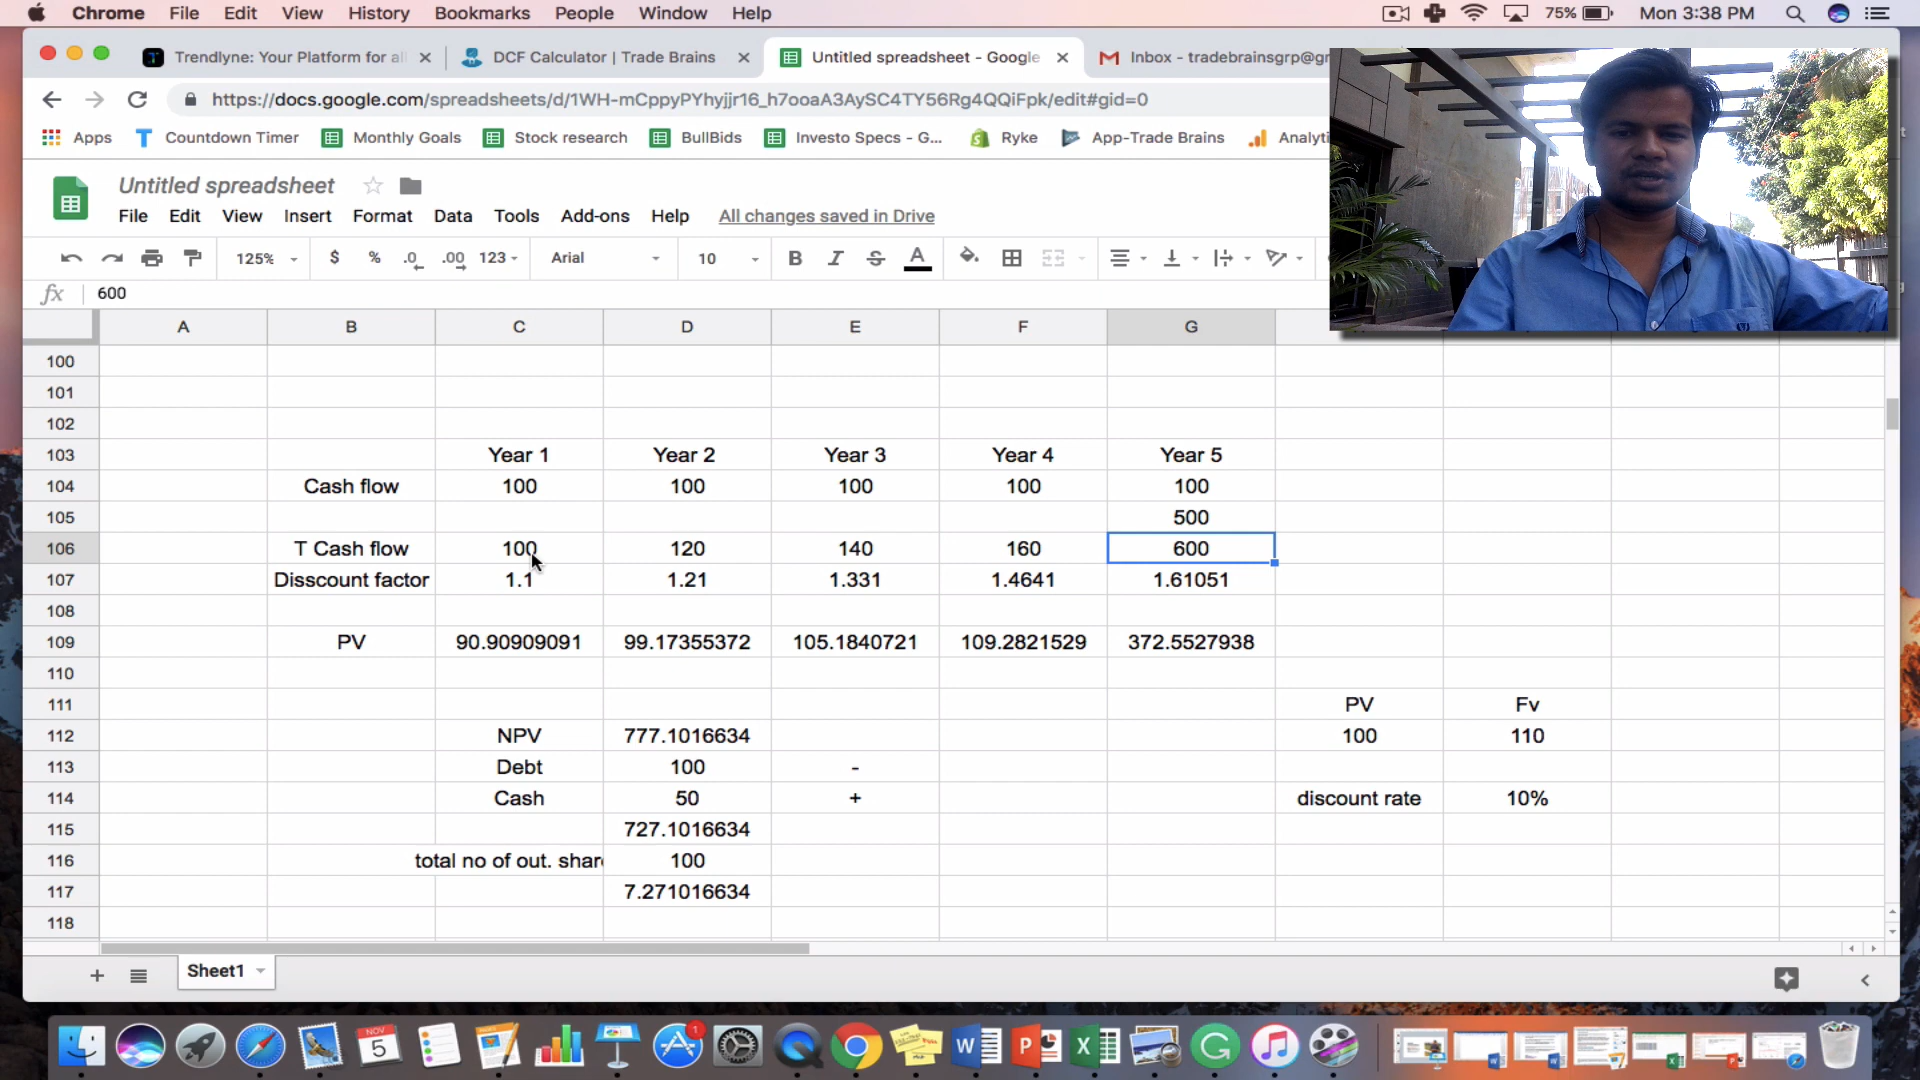 Chrome File Edit View History Bookmarks People Window Help 75% Mon 3:38 PM
Trendlyne: Your Platform for al DCF Calculator | Trade Brains Untitled spreadsheet - Google Inbox - tradebrainsgrp@gr
https://docs.google.com/spreadsheets/d/1WH-mCppyPYhyjjr16_h7ooaA3AySC4TY56Rg4QQiFpk/edit#gid=0
Apps Countdown Timer Monthly Goals Stock research BullBids Investo Specs - G... Ryke App-Trade Brains Analyti
Untitled spreadsheet
File Edit View Insert Format Data Tools Add-ons Help All changes saved in Drive
125% $ % .0 .00 123 Arial 10 B I S A
fx 600
A B C D E F G
100
101
102
103 Year 1 Year 2 Year 3 Year 4 Year 5
104 Cash flow 100 100 100 100 100
105 500
106 T Cash flow 100 120 140 160 600
107 Disscount factor 1.1 1.21 1.331 1.4641 1.61051
108
109 PV 90.90909091 99.17355372 105.1840721 109.2821529 372.5527938
110
111 PV Fv
112 NPV 777.1016634 100 110
113 Debt 100 -
114 Cash 50 + discount rate 10%
115 727.1016634
116 total no of out. share 100
117 7.271016634
118
+ Sheet1
NOV
5
1
W P X